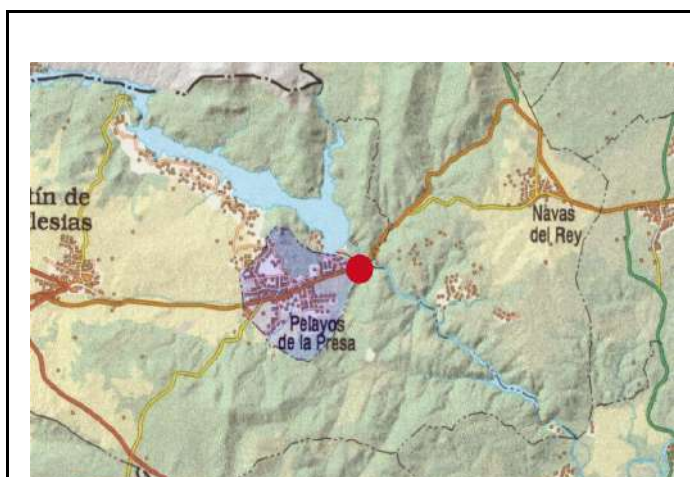 tín de
lesias
Navas
del Rey
Pelayos
de la Presa